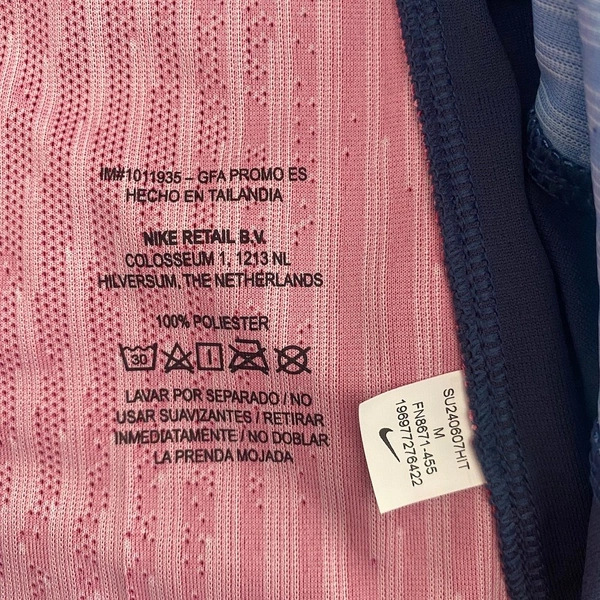 IM#1011935 – GFA PROMO ES
HECHO EN TAILANDIA
NIKE RETAIL B.V.
COLOSSEUM 1, 1213 NL
HILVERSUM, THE NETHERLANDS
100% POLIESTER
30
LAVAR POR SEPARADO / NO
USAR SUAVIZANTES / RETIRAR
INMEDIATAMENTE / NO DOBLAR
LA PRENDA MOJADA
SU240607HIT
M
FN8671-455
196977276422